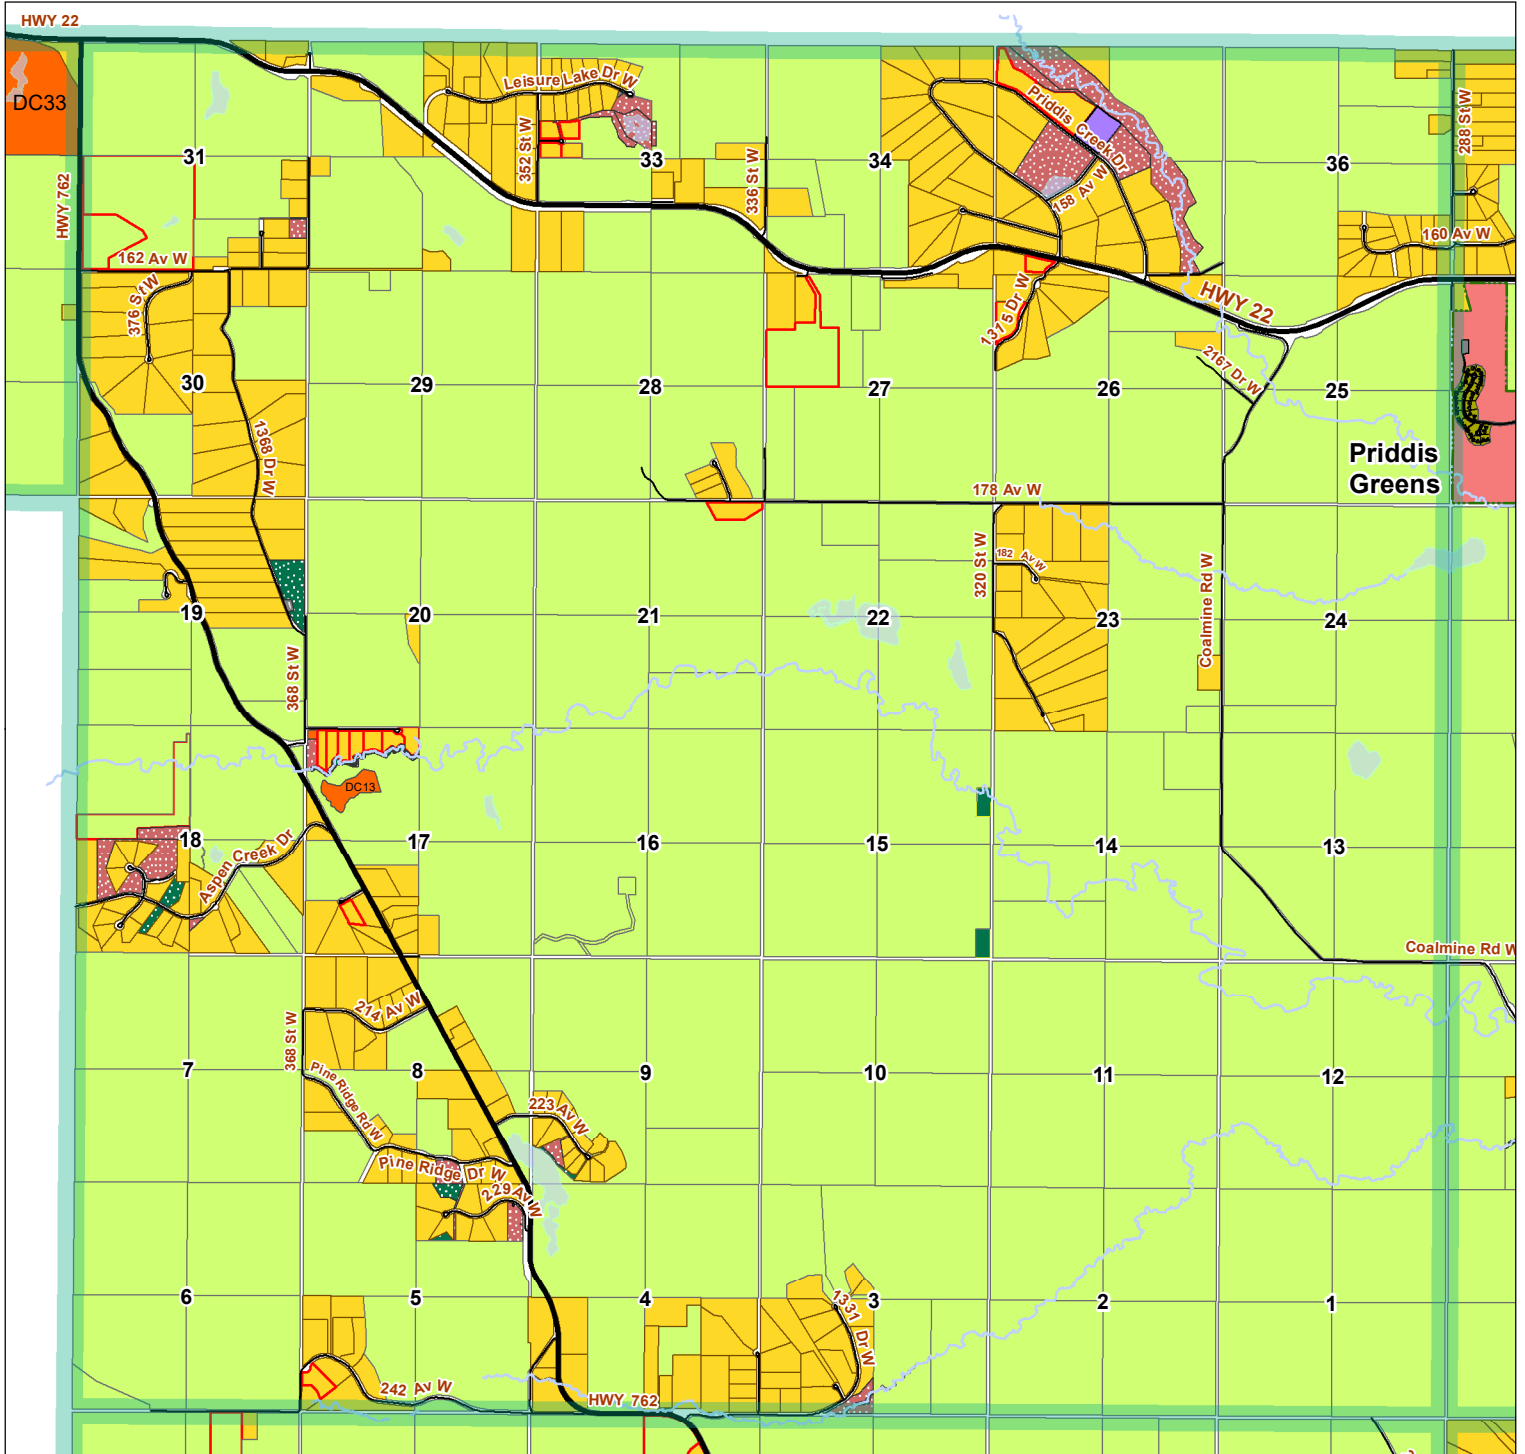 HWY 22
DC33
Leisure Lake Dr W
288 St W
Priddis Creek Dr
352 St W
31
33
336 St W
34
36
HWY 762
158 Av W
162 Av W
160 Av W
376 St W
1315 Dr W
HWY 22
2167 Dr W
30
29
28
27
26
25
1368 Dr W
Priddis
Greens
178 Av W
320 St W
182 Av W
Coalmine Rd W
19
20
21
22
23
24
368 St W
DC13
18
Aspen Creek Dr
17
16
15
14
13
Coalmine Rd W
214 Av W
368 St W
7
Pine Ridge Rd W
8
9
10
11
12
223 Av W
Pine Ridge Dr W
229 Av W
6
5
4
1331 Dr W
3
2
1
242 Av W
HWY 762